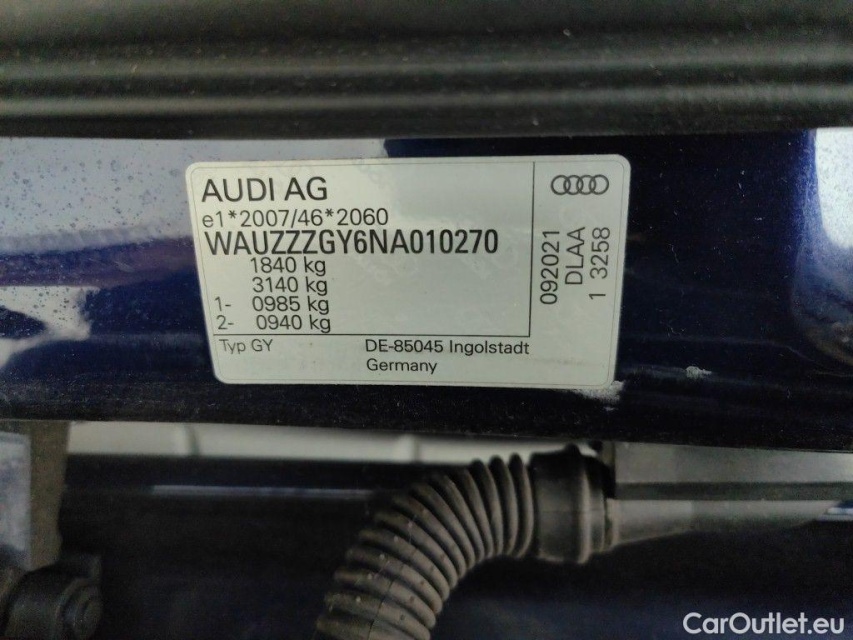 AUDI AG
e1*2007/46*2060
WAUZZZGY6NA010270
1840 kg
3140 kg
1- 0985 kg
2- 0940 kg
Typ GY
DE-85045 Ingolstadt
Germany
092021
DLAA
1 3258
CarOutlet.eu